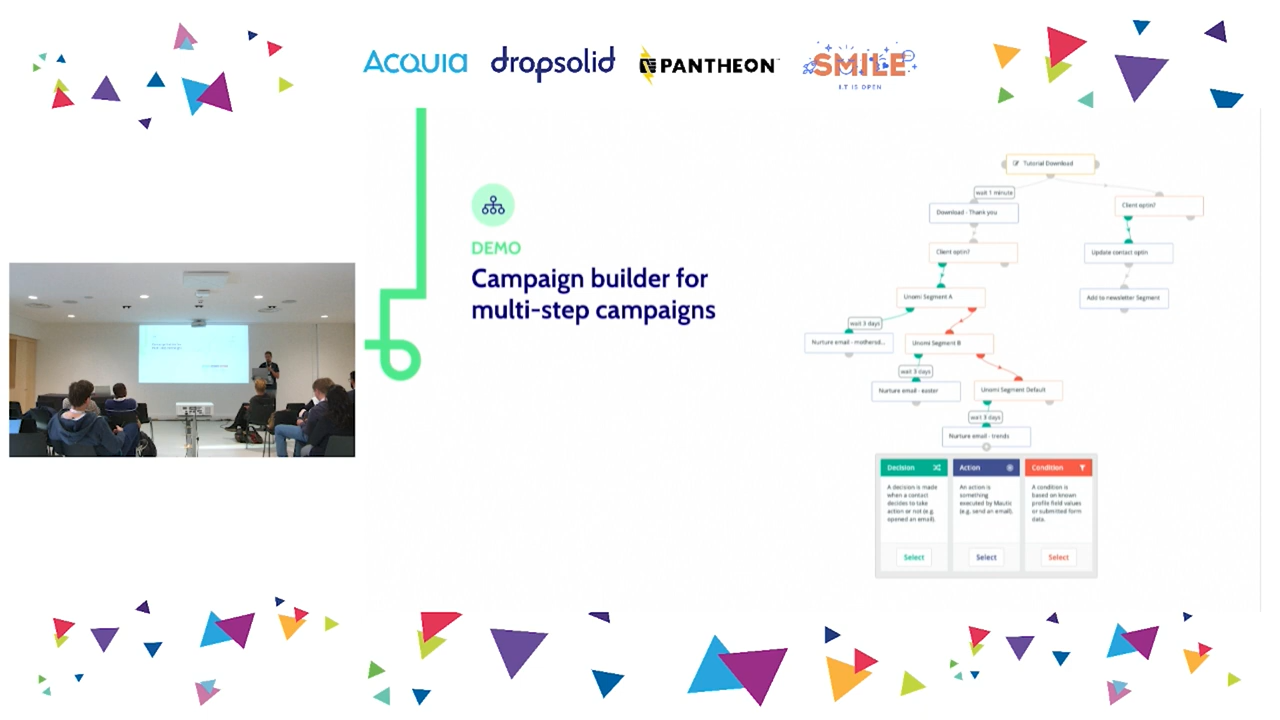 ACQUIA dropsolid PANTHEON SMILE
I.T IS OPEN
DEMO
Campaign builder for
multi-step campaigns
Tutorial Download
wait 1 minute
Download - Thank you
Client optin?
Client optin?
Update contact optin
Add to newsletter Segment
Unomi Segment A
wait 3 days
Nurture email - mothersd...
Unomi Segment B
wait 3 days
Nurture email - easter
Unomi Segment Default
wait 3 days
Nurture email - trends
Decision
A decision is made
when a contact
decides to take
action or not (e.g.
opened an email).
Select
Action
An action is
something
executed by Mautic
(e.g. send an email).
Select
Condition
A condition is
based on known
profile field values
or submitted form
data.
Select